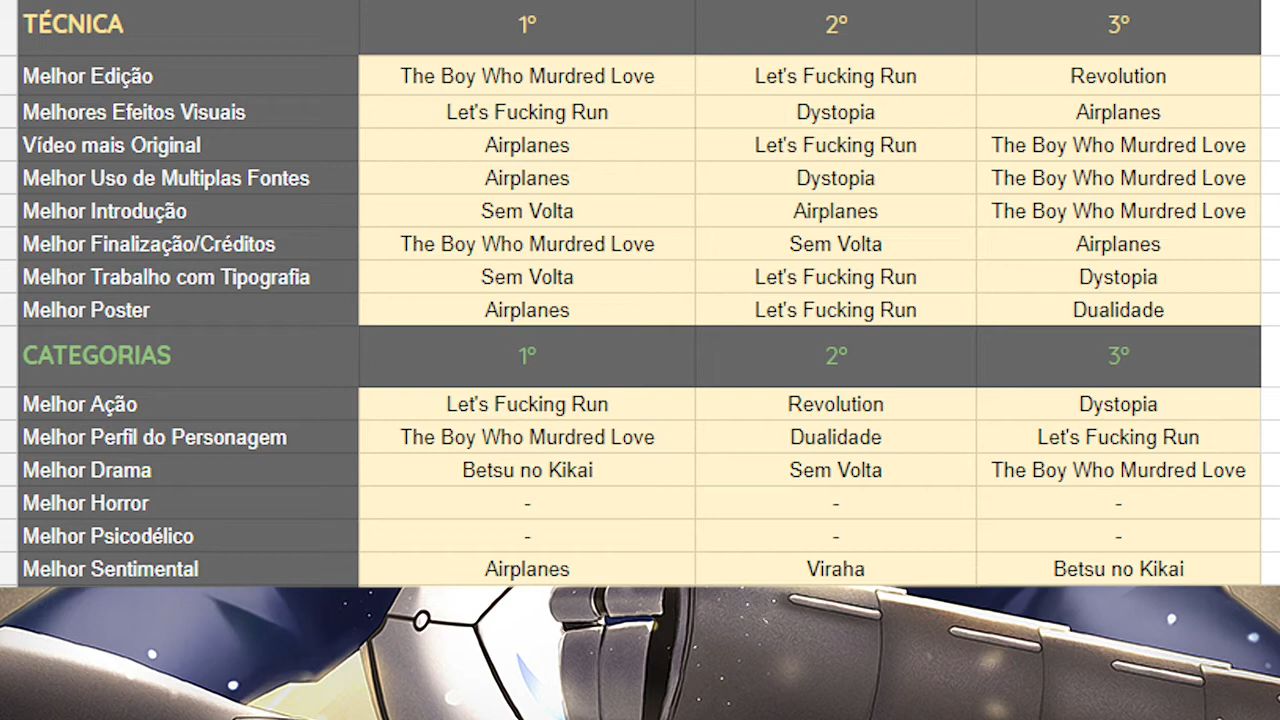 TÉCNICA 1º 2º 3º
Melhor Edição The Boy Who Murdred Love Let's Fucking Run Revolution
Melhores Efeitos Visuais Let's Fucking Run Dystopia Airplanes
Vídeo mais Original Airplanes Let's Fucking Run The Boy Who Murdred Love
Melhor Uso de Multiplas Fontes Airplanes Dystopia The Boy Who Murdred Love
Melhor Introdução Sem Volta Airplanes The Boy Who Murdred Love
Melhor Finalização/Créditos The Boy Who Murdred Love Sem Volta Airplanes
Melhor Trabalho com Tipografia Sem Volta Let's Fucking Run Dystopia
Melhor Poster Airplanes Let's Fucking Run Dualidade
CATEGORIAS 1º 2º 3º
Melhor Ação Let's Fucking Run Revolution Dystopia
Melhor Perfil do Personagem The Boy Who Murdred Love Dualidade Let's Fucking Run
Melhor Drama Betsu no Kikai Sem Volta The Boy Who Murdred Love
Melhor Horror - - -
Melhor Psicodélico - - -
Melhor Sentimental Airplanes Viraha Betsu no Kikai